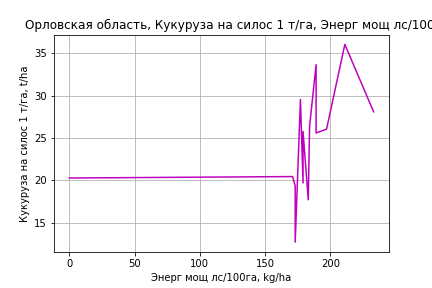 Орловская область, Кукуруза на силос 1 т/га, Энерг мощ лс/100
35
30
25
20
15
Кукуруза на силос 1 т/га, t/ha
0 50 100 150 200
Энерг мощ лс/100га, kg/ha